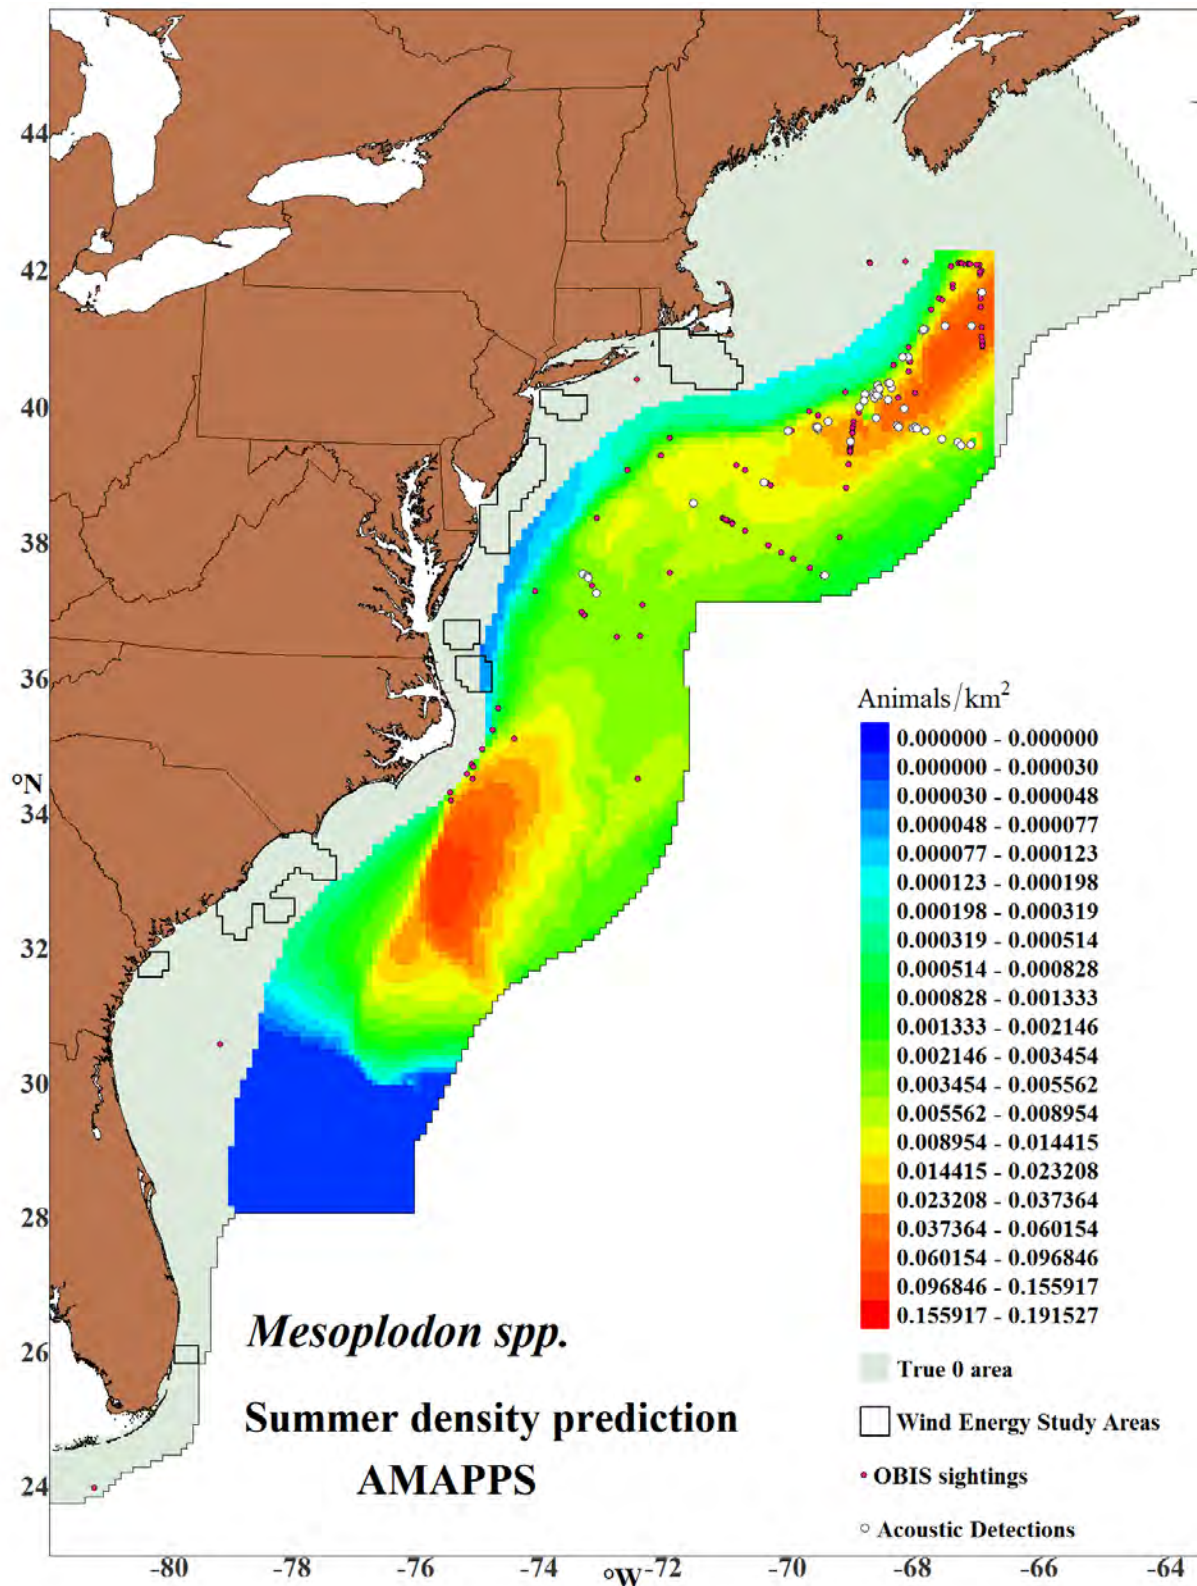 44
42
40
38
36
°N
34
32
30
28
26
24
Animals/km2
0.000000 - 0.000000
0.000000 - 0.000030
0.000030 - 0.000048
0.000048 - 0.000077
0.000077 - 0.000123
0.000123 - 0.000198
0.000198 - 0.000319
0.000319 - 0.000514
0.000514 - 0.000828
0.000828 - 0.001333
0.001333 - 0.002146
0.002146 - 0.003454
0.003454 - 0.005562
0.005562 - 0.008954
0.008954 - 0.014415
0.014415 - 0.023208
0.023208 - 0.037364
0.037364 - 0.060154
0.060154 - 0.096846
0.096846 - 0.155917
0.155917 - 0.191527
True 0 area
Wind Energy Study Areas
OBIS sightings
Acoustic Detections
Mesoplodon spp.
Summer density prediction
AMAPPS
-80 -78 -76 -74 °W -72 -70 -68 -66 -64